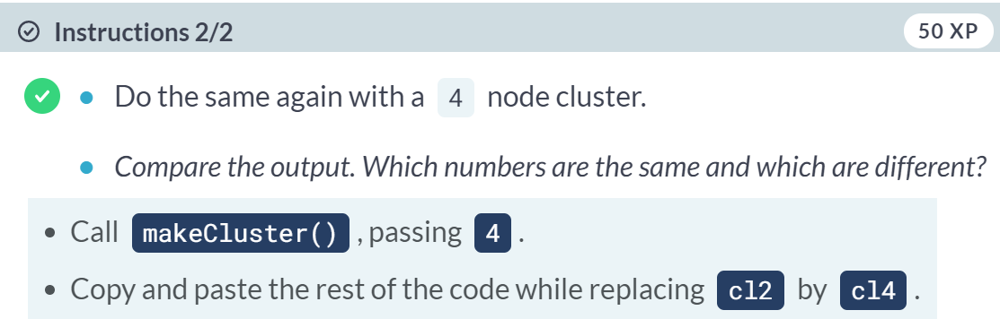 Instructions 2/2
50 XP
Do the same again with a 4 node cluster.
Compare the output. Which numbers are the same and which are different?
Call makeCluster() , passing 4 .
Copy and paste the rest of the code while replacing cl2 by cl4 .